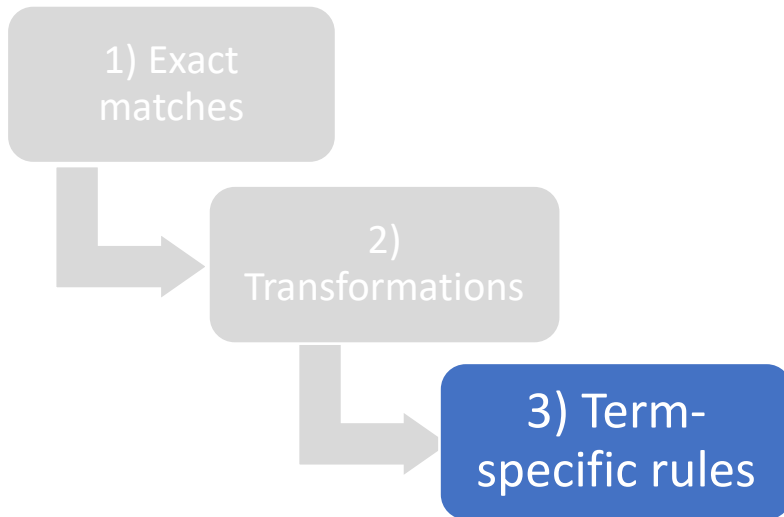 1) Exact
matches
2)
Transformations
3) Term-
specific rules